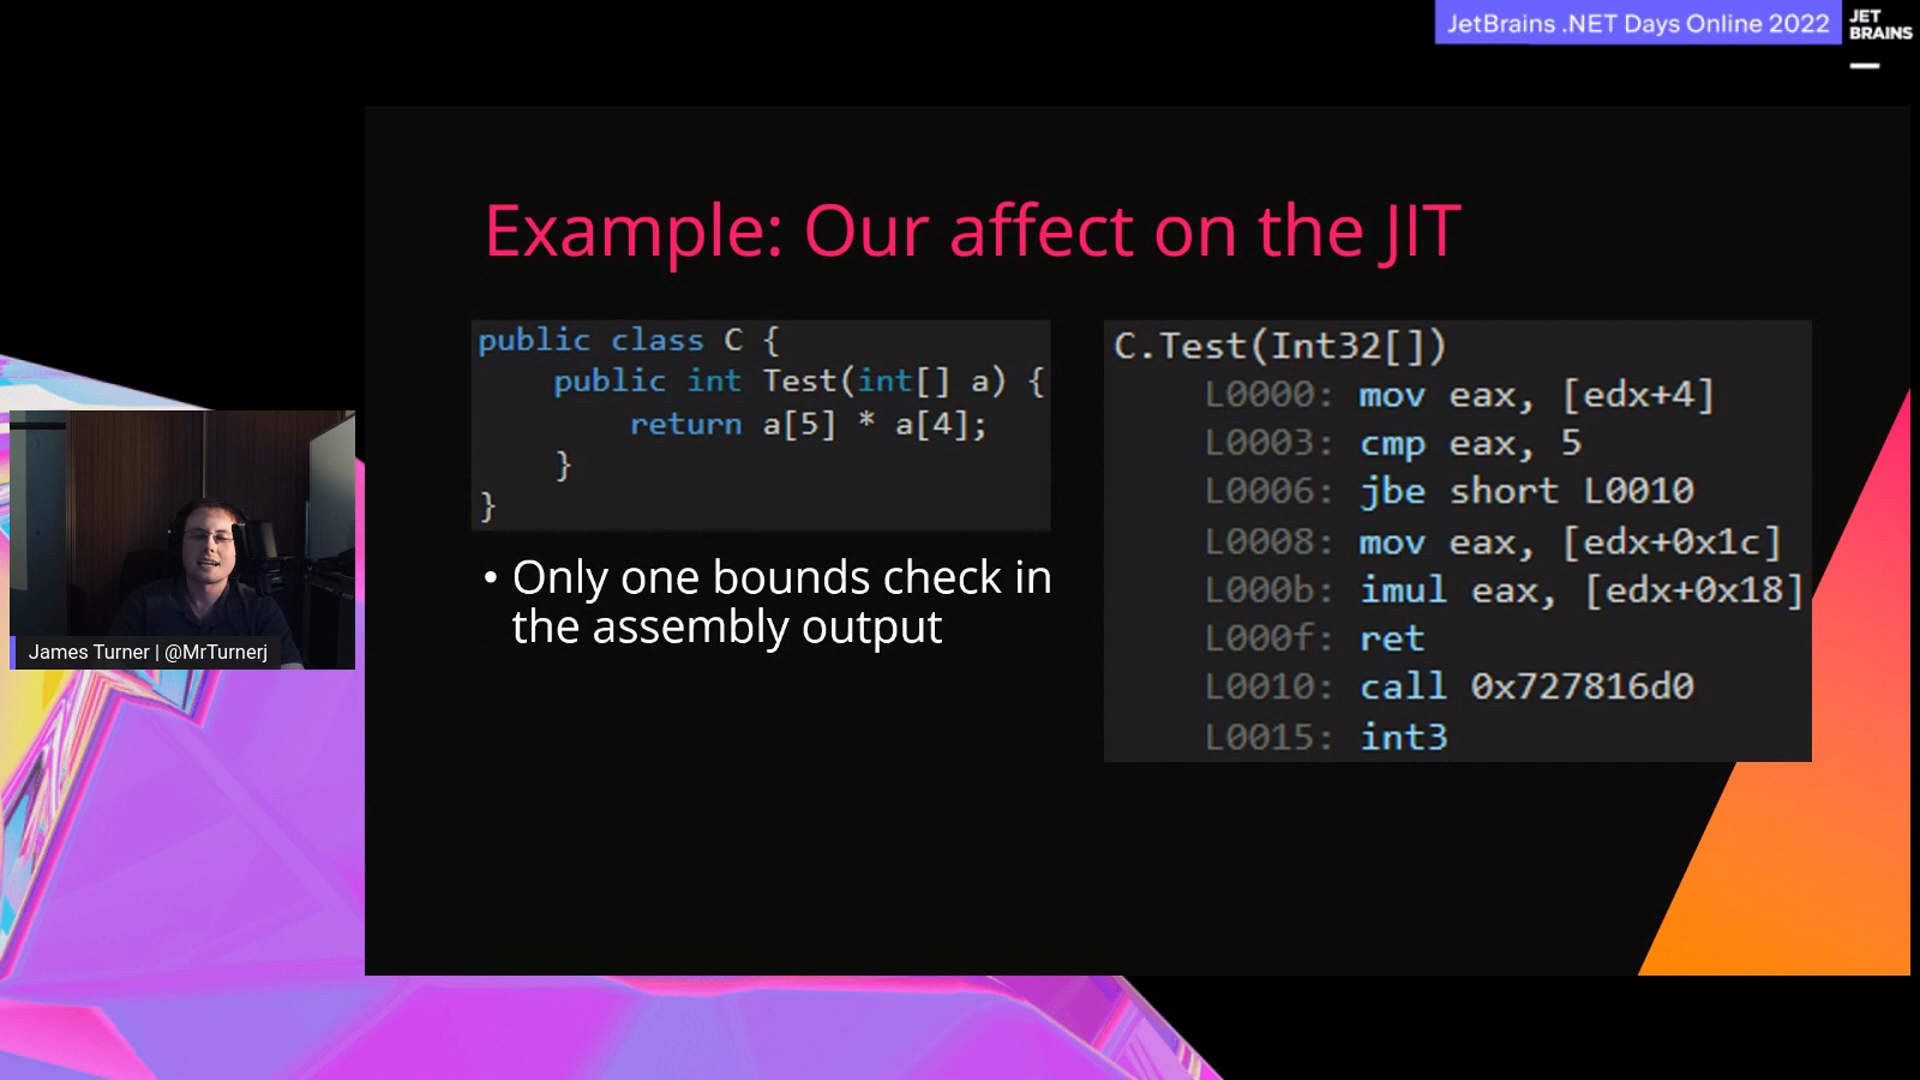 JetBrains .NET Days Online 2022
JET
BRAINS
Example: Our affect on the JIT
public class C {
    public int Test(int[] a) {
        return a[5] * a[4];
    }
}
• Only one bounds check in
the assembly output
C.Test(Int32[])
    L0000: mov eax, [edx+4]
    L0003: cmp eax, 5
    L0006: jbe short L0010
    L0008: mov eax, [edx+0x1c]
    L000b: imul eax, [edx+0x18]
    L000f: ret
    L0010: call 0x727816d0
    L0015: int3
James Turner | @MrTurnerj